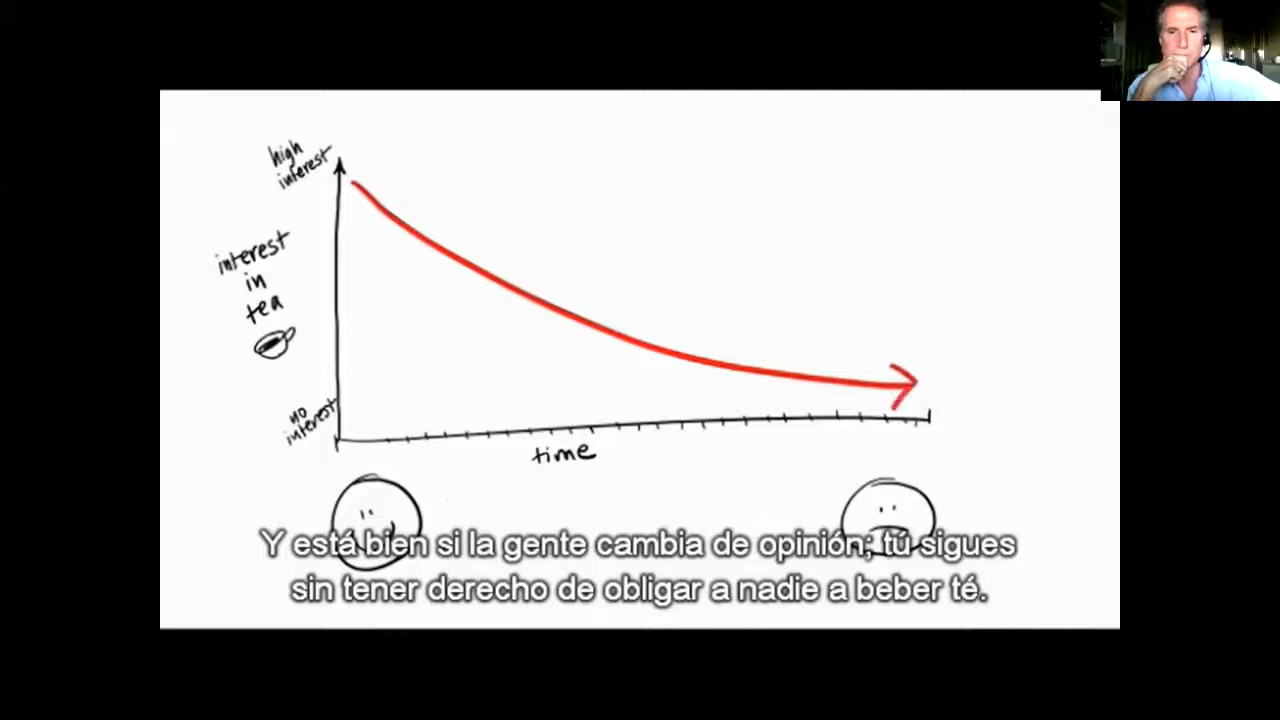 high
interest
interest
in
tea
no
interest
time
Y está bien si la gente cambia de opinión; tú sigues
sin tener derecho de obligar a nadie a beber té.